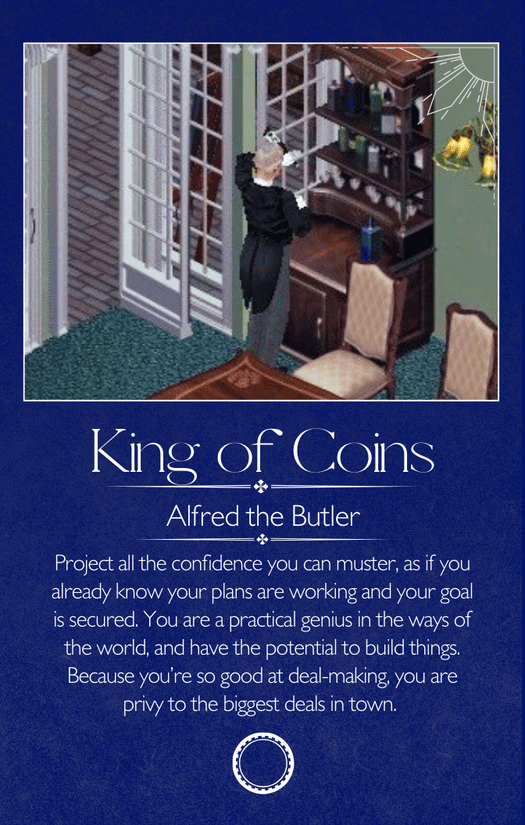 King of Coins
Alfred the Butler
Project all the confidence you can muster, as if you
already know your plans are working and your goal
is secured. You are a practical genius in the ways of
the world, and have the potential to build things.
Because you’re so good at deal-making, you are
privy to the biggest deals in town.